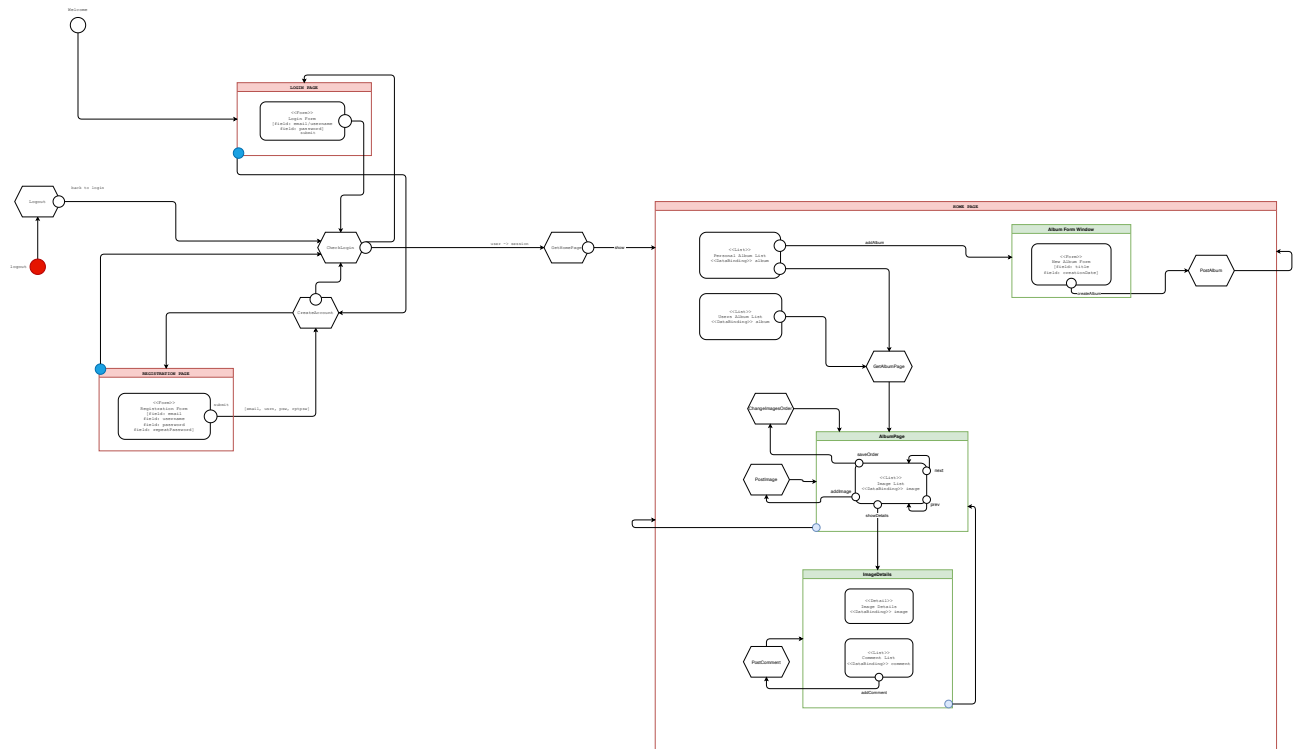 Welcome
LOGIN PAGE
<<Form>>
Login Form
[field: email/username
field: password]
submit
back to login
Logout
Logout
CheckLogin
user -> session
GetHomePage
show
CreateAccount
REGISTRATION PAGE
<<Form>>
Registration Form
[field: email
field: username
field: password
field: repeatPassword]
submit
HOME PAGE
<<List>>
Personal Album List
<<DataBinding>> album
addAlbum
Album Form Window
<<Form>>
New Album Form
[field: title
field: creationDate]
createAlbum
PostAlbum
<<List>>
Users Album List
<<DataBinding>> album
GetAlbumPage
ChangeImagesOrder
AlbumPage
saveOrder
<<List>>
Image List
<<DataBinding>> image
next
prev
PostImage
addImage
showDetails
ImageDetails
<<Detail>>
Image Details
<<DataBinding>> image
<<List>>
Comment List
<<DataBinding>> comment
PostComment
addComment